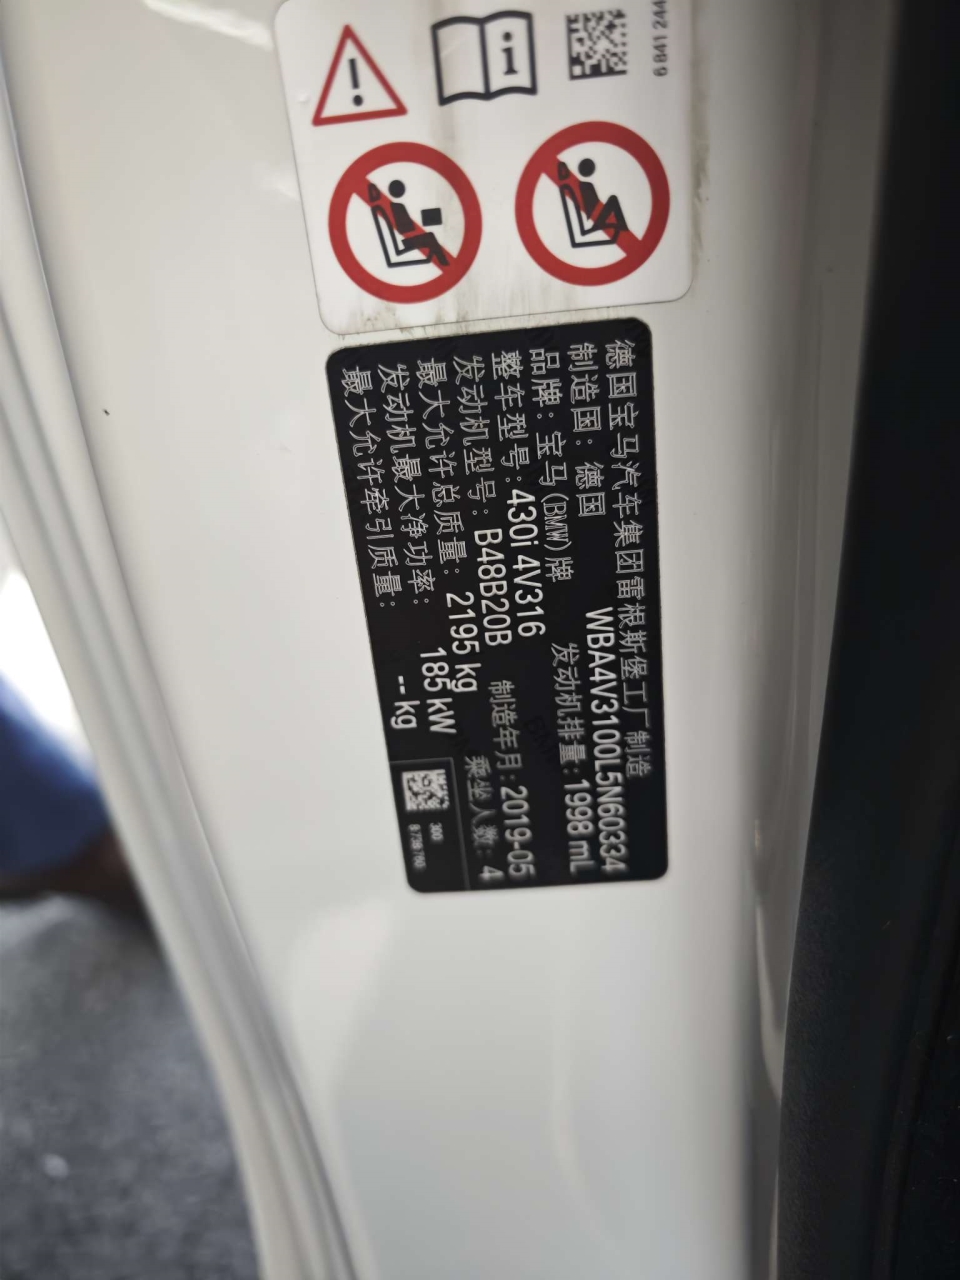 6 841 244
德国宝马汽车集团雷根斯堡工厂制造
制造国：德国 WBA4V3100L5N60334
品牌：宝马(BMW)牌 发动机排量：1998 mL
整车型号：430i 4V316 制造年月：2019-05
发动机型号：B48B20B 乘坐人数：4
最大允许总质量：2195 kg
发动机最大净功率：185 kW
最大允许牵引质量：-- kg
300